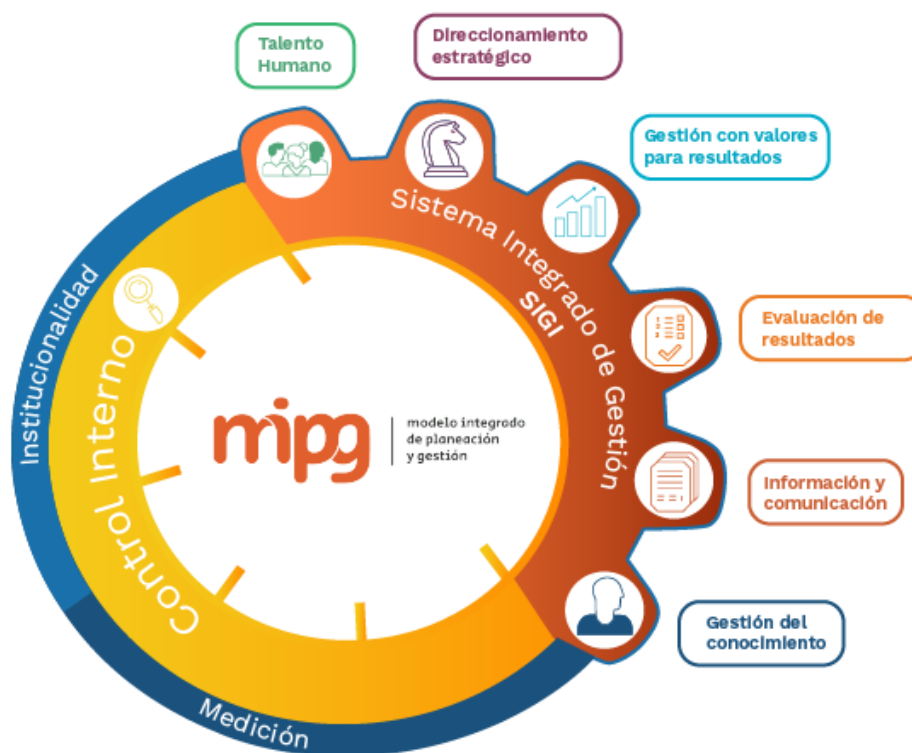 Talento
Humano
Direccionamiento
estratégico
Gestión con valores
para resultados
Sistema Integrado de Gestión
SIGI
Evaluación de
resultados
Institucionalidad
Control Interno
mipg
modelo integrado
de planeación
y gestión
Información y
comunicación
Gestión del
conocimiento
Medición